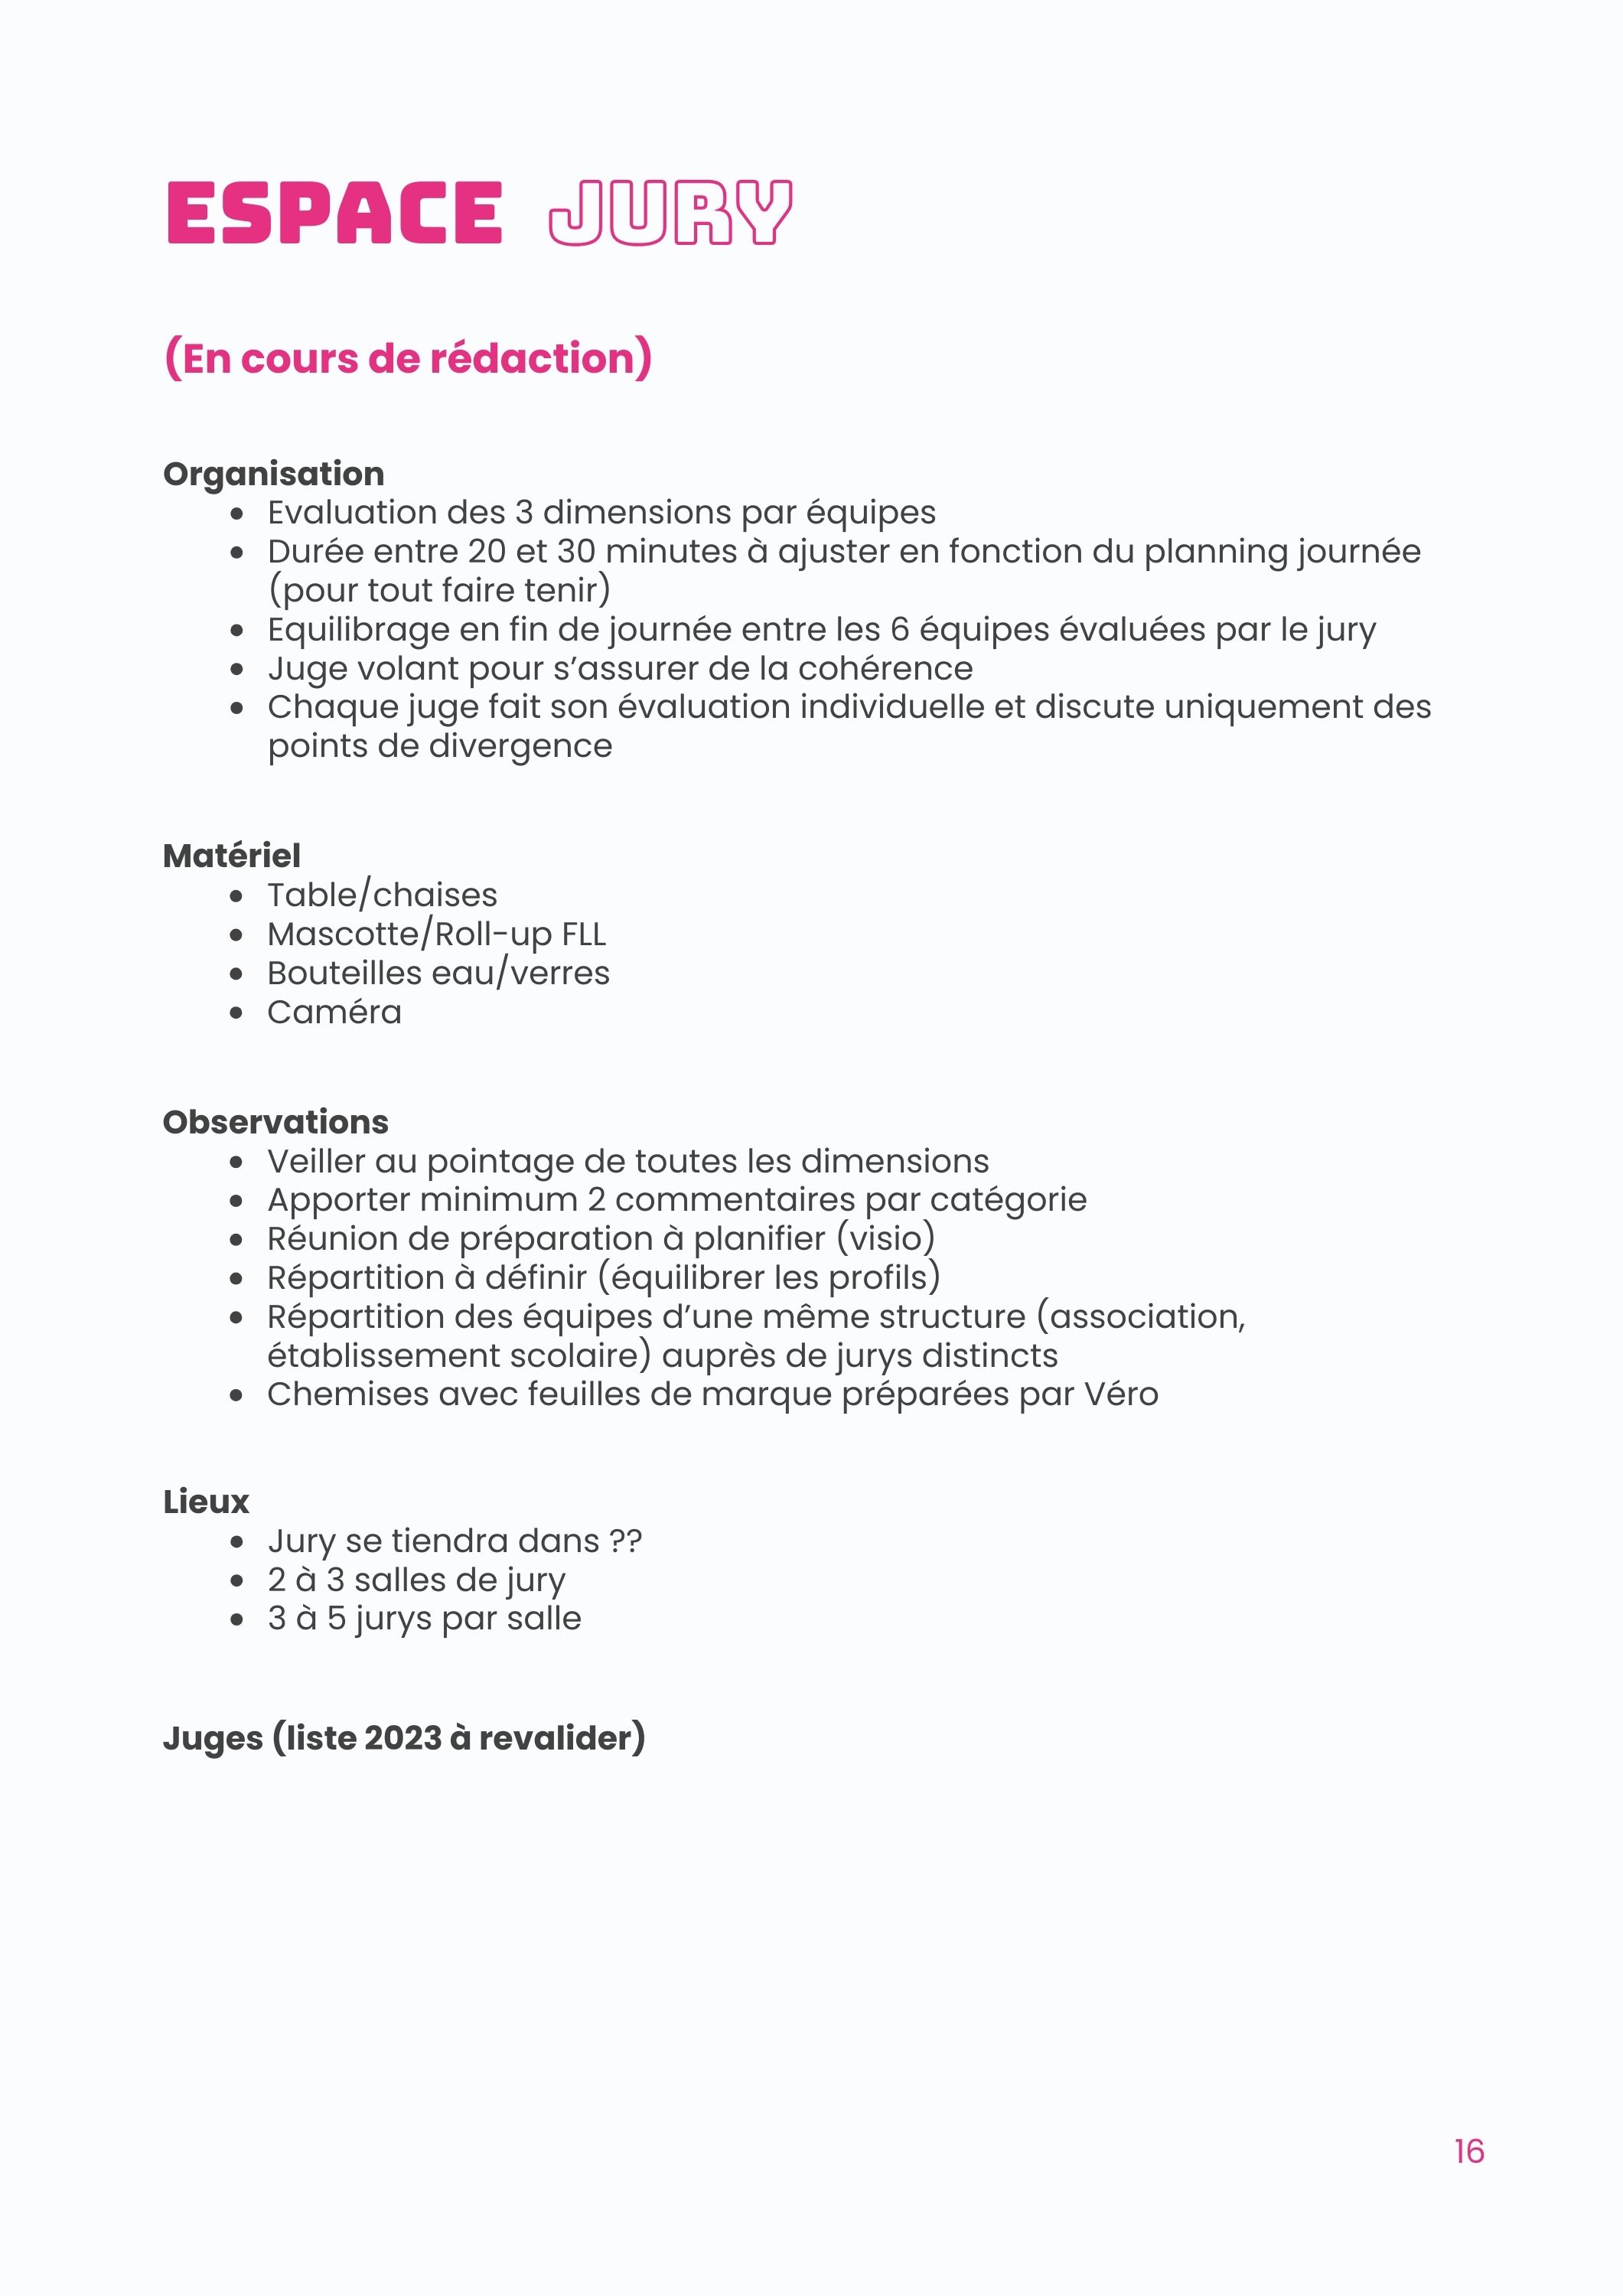 ESPACE JURY
(En cours de rédaction)
Organisation
• Evaluation des 3 dimensions par équipes
• Durée entre 20 et 30 minutes à ajuster en fonction du planning journée
(pour tout faire tenir)
• Equilibrage en fin de journée entre les 6 équipes évaluées par le jury
• Juge volant pour s’assurer de la cohérence
• Chaque juge fait son évaluation individuelle et discute uniquement des
points de divergence
Matériel
• Table/chaises
• Mascotte/Roll-up FLL
• Bouteilles eau/verres
• Caméra
Observations
• Veiller au pointage de toutes les dimensions
• Apporter minimum 2 commentaires par catégorie
• Réunion de préparation à planifier (visio)
• Répartition à définir (équilibrer les profils)
• Répartition des équipes d’une même structure (association,
établissement scolaire) auprès de jurys distincts
• Chemises avec feuilles de marque préparées par Véro
Lieux
• Jury se tiendra dans ??
• 2 à 3 salles de jury
• 3 à 5 jurys par salle
Juges (liste 2023 à revalider)
16